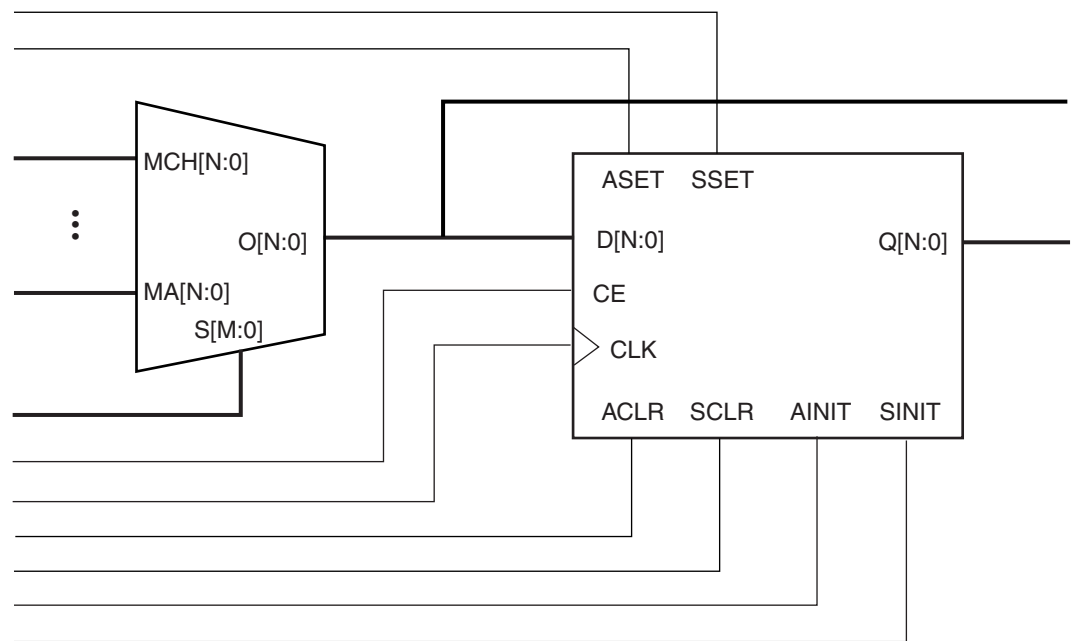 MCH[N:0]
O[N:0]
MA[N:0]
S[M:0]
ASET SSET
D[N:0] Q[N:0]
CE
CLK
ACLR SCLR AINIT SINIT